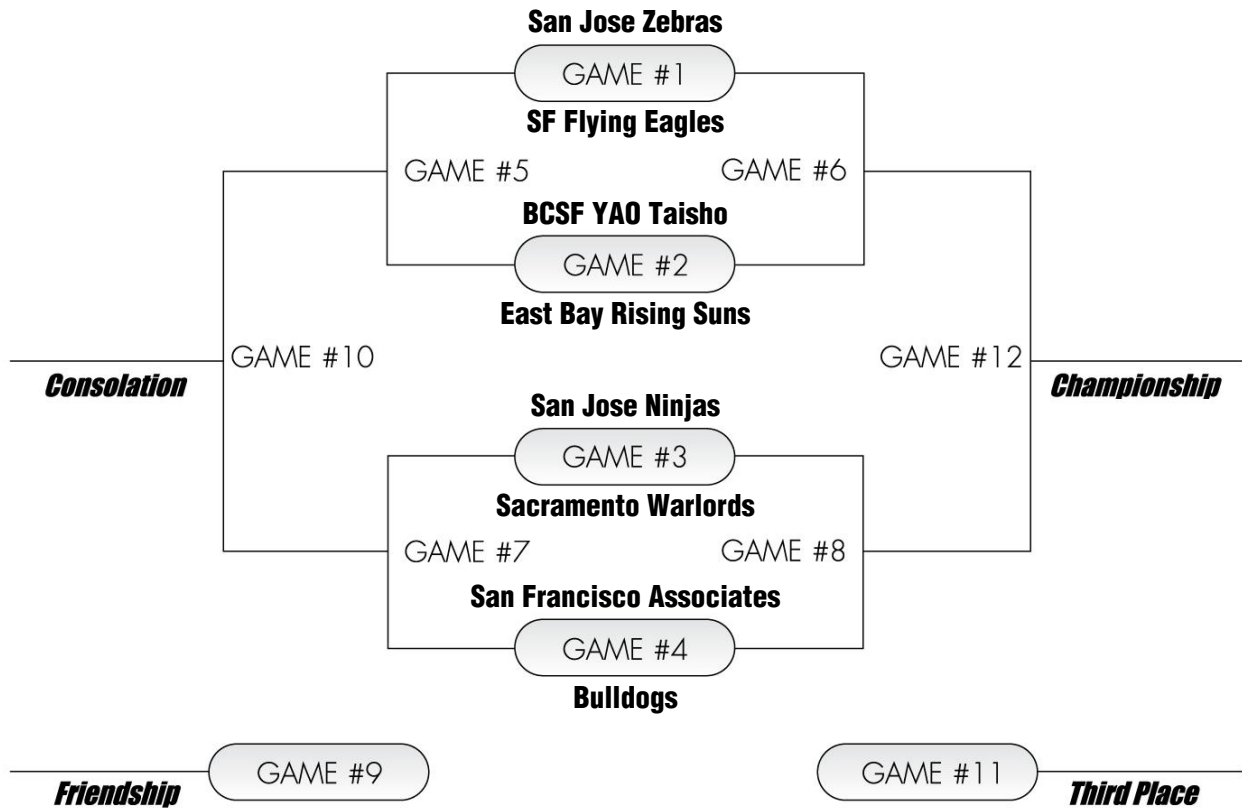 San Jose Zebras
GAME #1
SF Flying Eagles
GAME #5
GAME #6
BCSF YAO Taisho
GAME #2
East Bay Rising Suns
GAME #10
GAME #12
Consolation
Championship
San Jose Ninjas
GAME #3
Sacramento Warlords
GAME #7
GAME #8
San Francisco Associates
GAME #4
Bulldogs
GAME #9
GAME #11
Friendship
Third Place